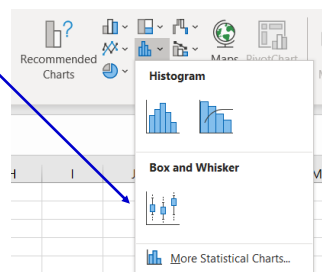 ?
Recommended
Charts
Maps PivotChart
Histogram
Box and Whisker
I J M
More Statistical Charts...